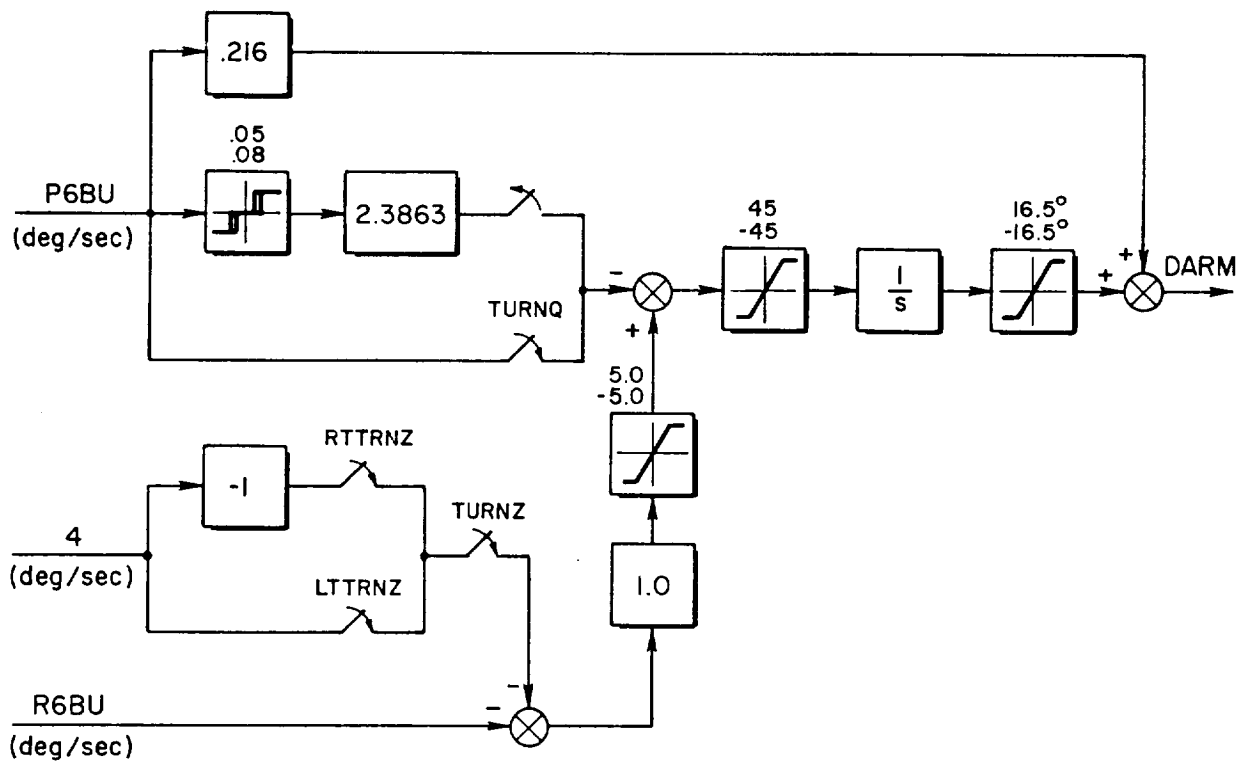 .216
.05
.08
P6BU
(deg/sec)
2.3863
TURNQ
45
-45
1
s
16.5°
-16.5°
+
+
DARM
-
+
5.0
-5.0
RTTRNZ
-1
TURNZ
4
(deg/sec)
LTTRNZ
1.0
R6BU
(deg/sec)
-
-